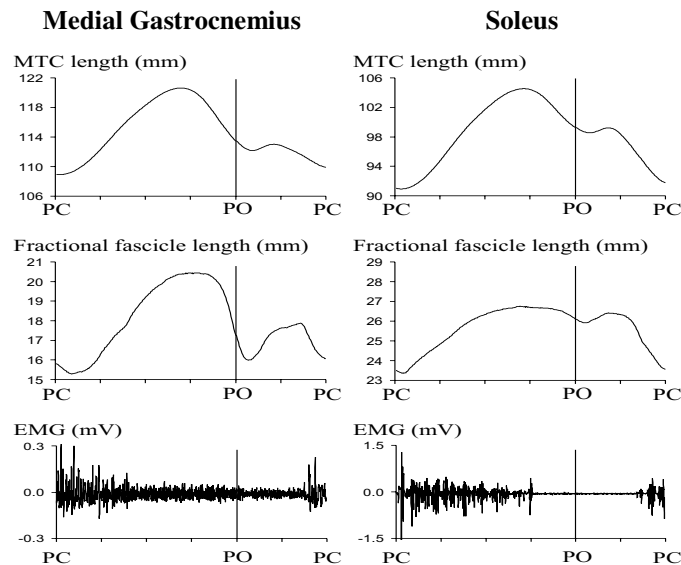 Medial Gastrocnemius
Soleus
MTC length (mm)
122
118
114
110
106
PC
PO
PC
MTC length (mm)
106
102
98
94
90
PC
PO
PC
Fractional fascicle length (mm)
21
20
19
18
17
16
15
PC
PO
PC
Fractional fascicle length (mm)
29
28
27
26
25
24
23
PC
PO
PC
EMG (mV)
0.3
0.0
-0.3
PC
PO
PC
EMG (mV)
1.5
0.0
-1.5
PC
PO
PC